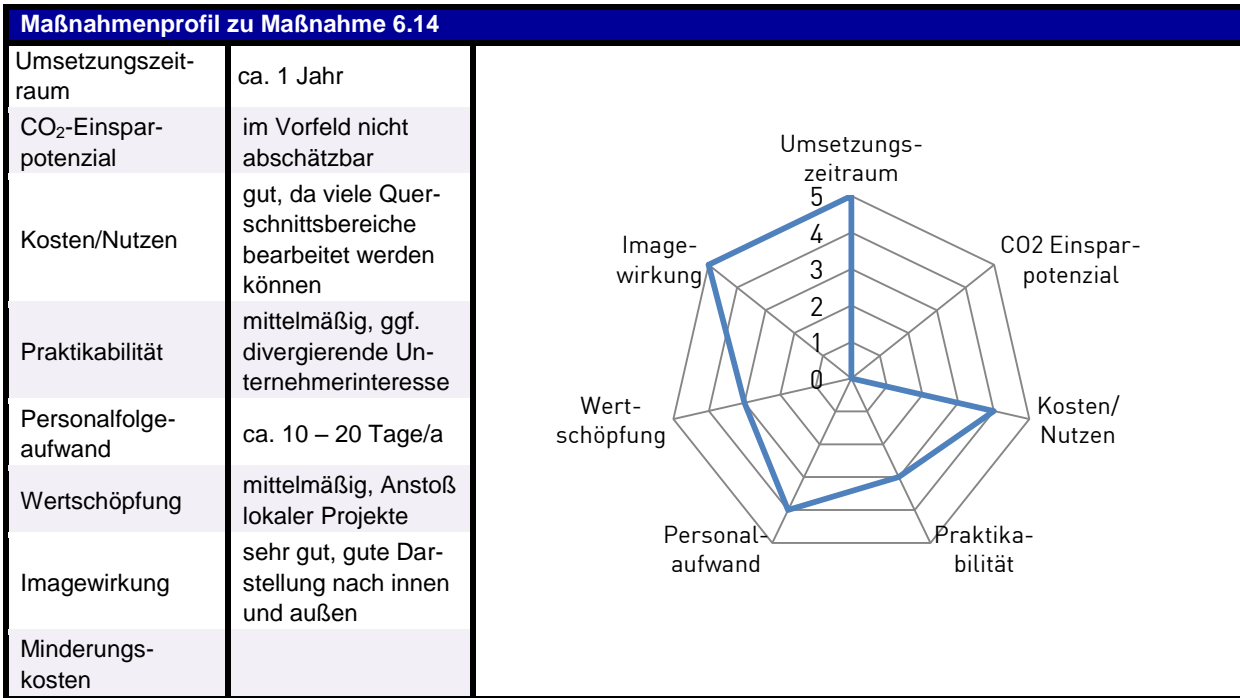 Maßnahmenprofil zu Maßnahme 6.14
Umsetzungszeit-
raum
ca. 1 Jahr
CO₂-Einspar-
potenzial
im Vorfeld nicht
abschätzbar
Kosten/Nutzen
gut, da viele Quer-
schnittsbereiche
bearbeitet werden
können
Praktikabilität
mittelmäßig, ggf.
divergierende Un-
ternehmerinteresse
Personalfolge-
aufwand
ca. 10 – 20 Tage/a
Wertschöpfung
mittelmäßig, Anstoß
lokaler Projekte
Imagewirkung
sehr gut, gute Dar-
stellung nach innen
und außen
Minderungs-
kosten
Umsetzungs-
zeitraum
CO2 Einspar-
potenzial
Kosten/
Nutzen
Praktika-
bilität
Personal-
aufwand
Wert-
schöpfung
Image-
wirkung
5
4
3
2
1
0